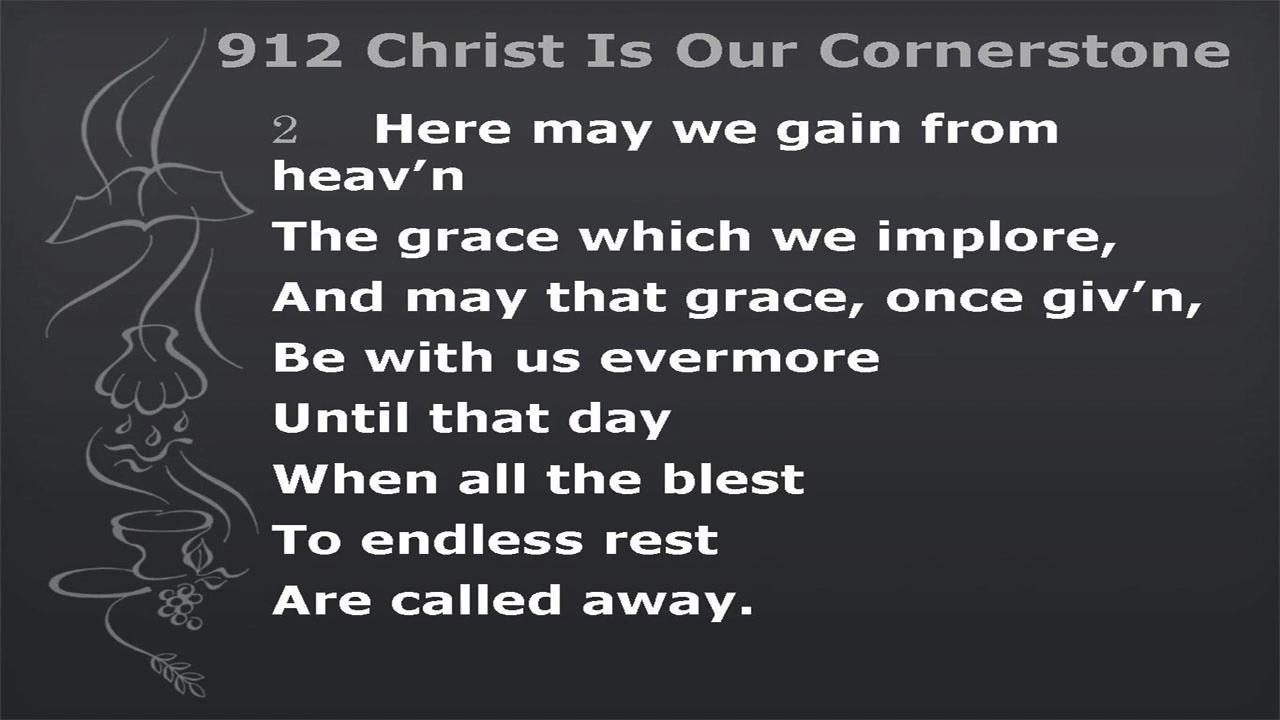 912 Christ Is Our Cornerstone
2 Here may we gain from
heav’n
The grace which we implore,
And may that grace, once giv’n,
Be with us evermore
Until that day
When all the blest
To endless rest
Are called away.